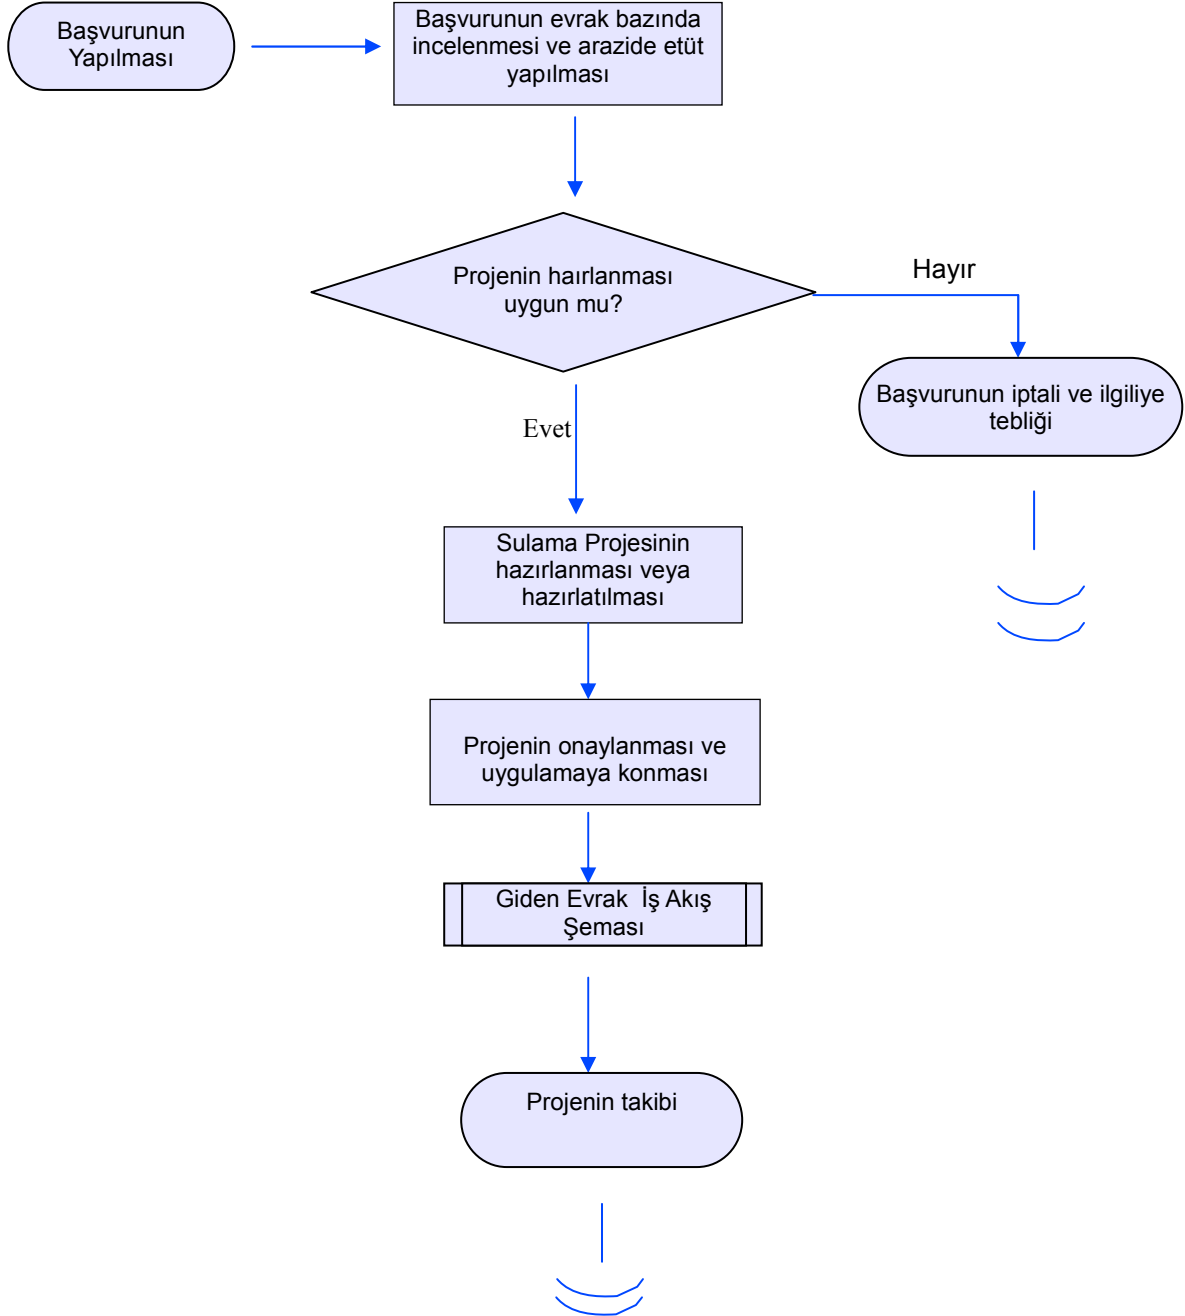 Başvurunun
Yapılması
Başvurunun evrak bazında
incelenmesi ve arazide etüt
yapılması
Projenin haırlanması
uygun mu?
Hayır
Başvurunun iptali ve ilgiliye
tebliği
Evet
Sulama Projesinin
hazırlanması veya
hazırlatılması
Projenin onaylanması ve
uygulamaya konması
Giden Evrak  İş Akış
Şeması
Projenin takibi